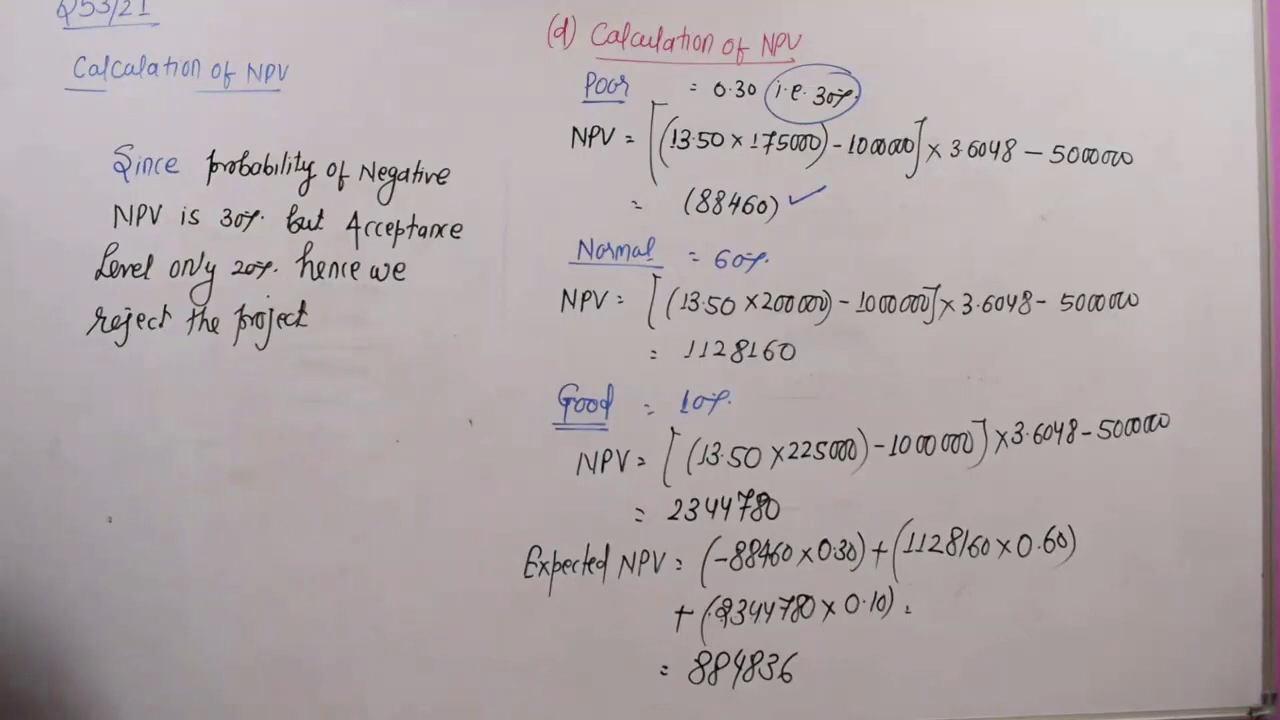 Q53/21
Calculation of NPV
Since probability of Negative
NPV is 30%. but Acceptance
Level only 20%. hence we
reject the project
(d) Calculation of NPV
Poor = 0.30 i.e. 30%.
NPV = [(13.50 × 175000) - 1000000] × 3.6048 - 5000000
= (88460) ✓
Normal = 60%.
NPV = [(13.50 × 200000) - 1000000] × 3.6048 - 5000000
= 1128160
Good = 10%.
NPV = [(13.50 × 225000) - 1000000] × 3.6048 - 5000000
= 2344780
Expected NPV = (-88460 × 0.30) + (1128160 × 0.60)
+ (2344780 × 0.10) =
= 884836